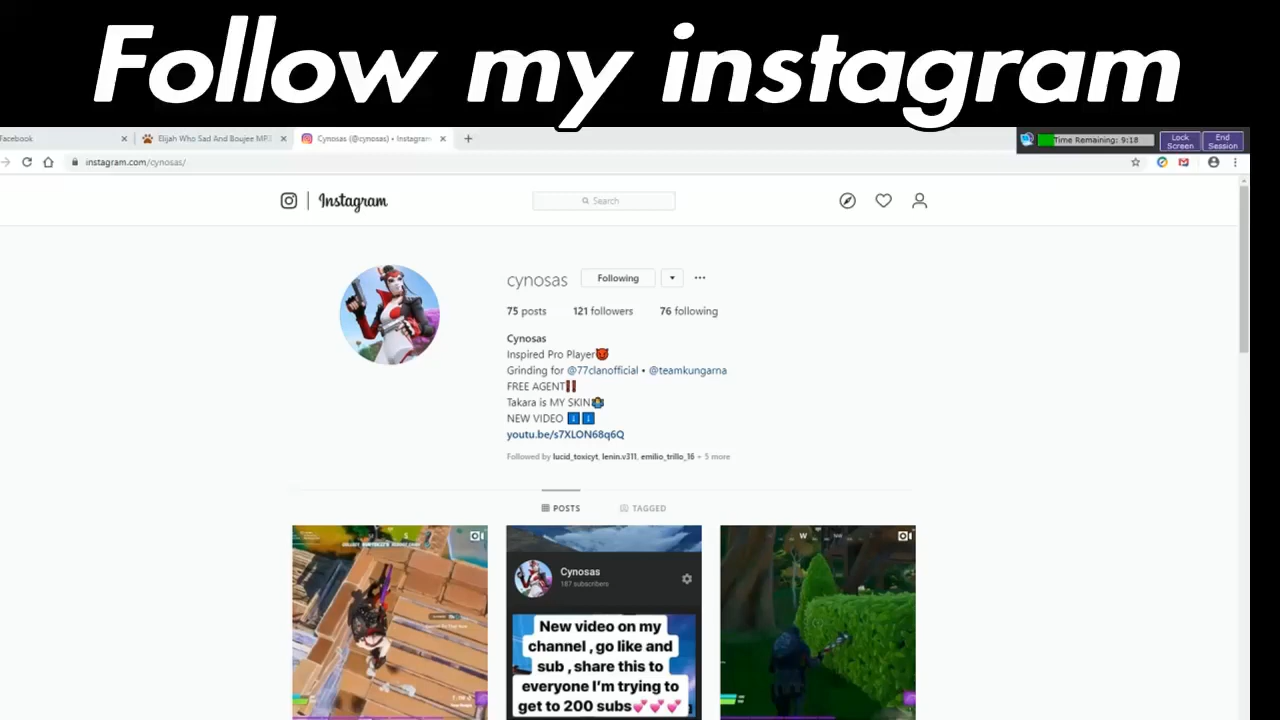 Follow my instagram
Facebook
Elijah Who Sad And Boujee MP3
Cynosas (@cynosas) • Instagram
Time Remaining: 9:18
Lock Screen
End Session
instagram.com/cynosas/
Instagram
Search
cynosas
Following
75 posts
121 followers
76 following
Cynosas
Inspired Pro Player👿
Grinding for @77clanofficial • @teamkungarna
FREE AGENT‼️
Takara is MY SKIN🤷‍♂️
NEW VIDEO ℹ️ℹ️
youtu.be/s7XLON68q6Q
Followed by lucid_toxicyt, lenin.v311, emilio_trillo_16 + 5 more
POSTS
TAGGED
Cynosas
187 subscribers
New video on my
channel , go like and
sub , share this to
everyone I'm trying to
get to 200 subs💕💕💕
W